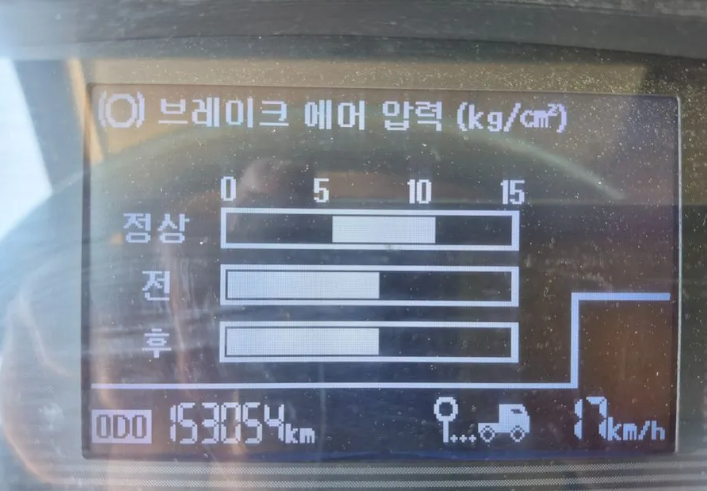 브레이크 에어 압력 (kg/cm²)
0 5 10 15
정상
전
후
ODO 153054km 17km/h